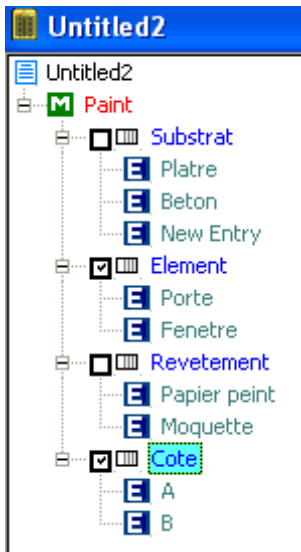 Untitled2
Untitled2
M Paint
Substrat
E Platre
E Beton
E New Entry
Element
E Porte
E Fenetre
Revetement
E Papier peint
E Moquette
Cote
E A
E B